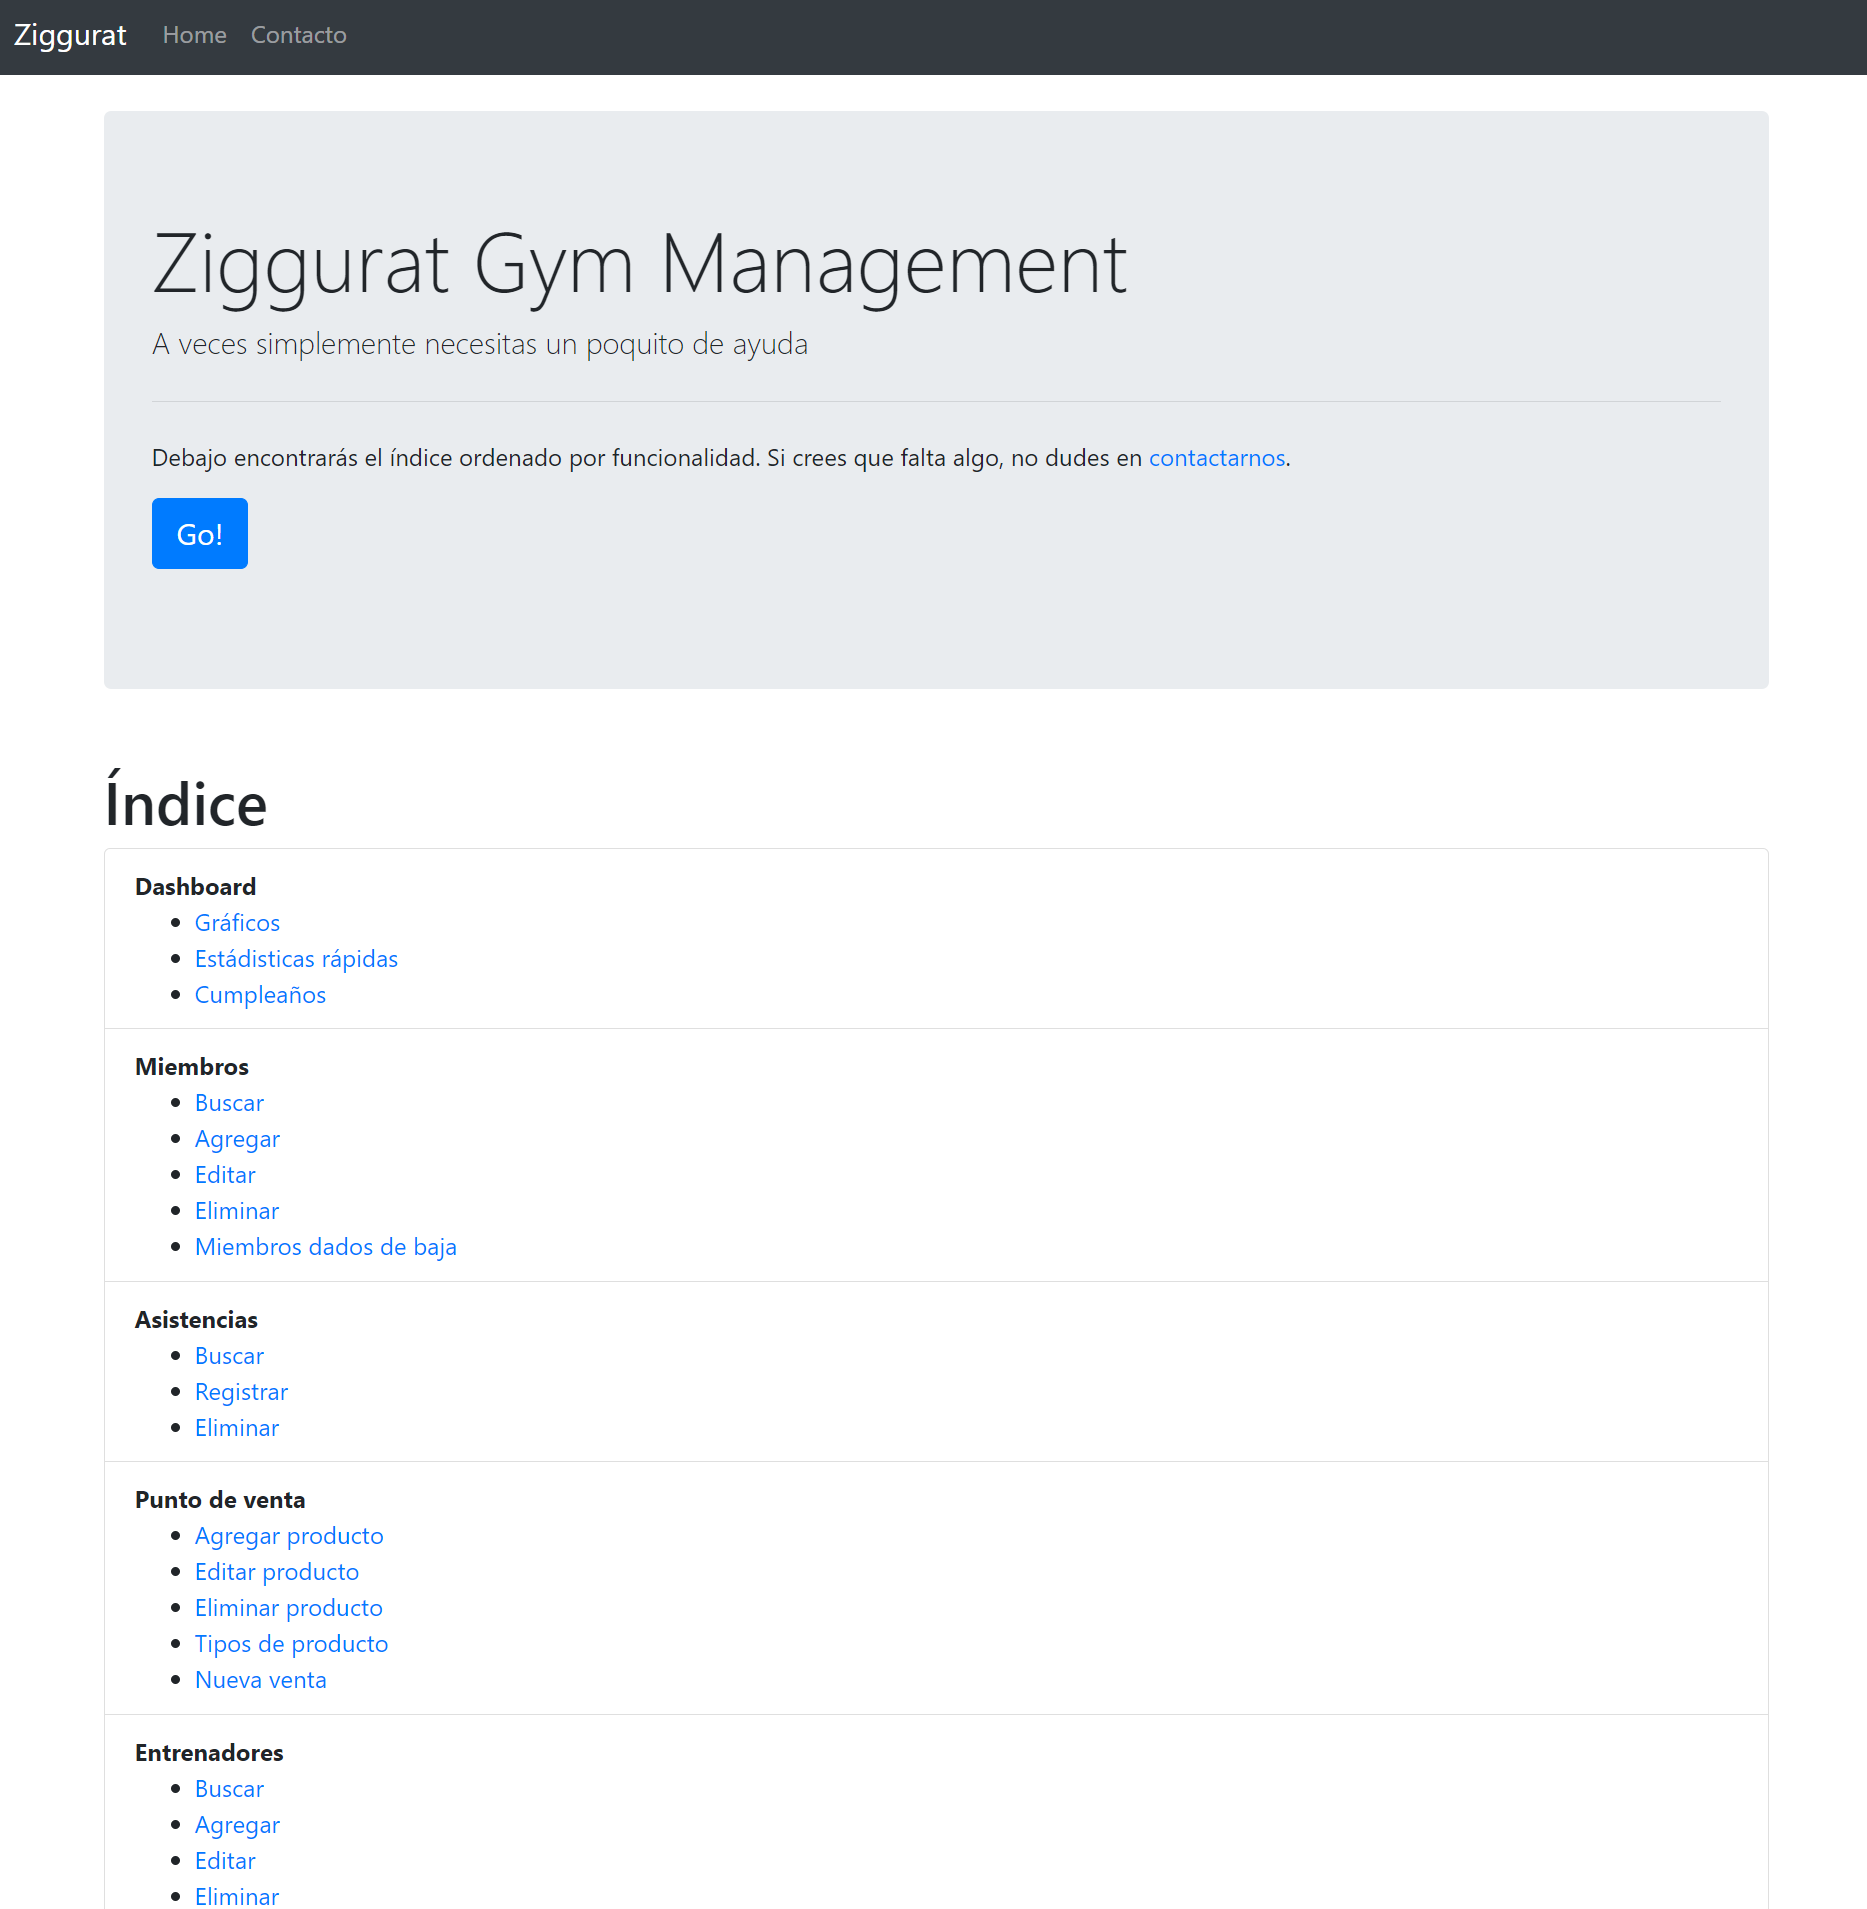 Ziggurat Home Contacto
Ziggurat Gym Management
A veces simplemente necesitas un poquito de ayuda
Debajo encontrarás el índice ordenado por funcionalidad. Si crees que falta algo, no dudes en contactarnos.
Go!
Índice
Dashboard
Gráficos
Estádisticas rápidas
Cumpleaños
Miembros
Buscar
Agregar
Editar
Eliminar
Miembros dados de baja
Asistencias
Buscar
Registrar
Eliminar
Punto de venta
Agregar producto
Editar producto
Eliminar producto
Tipos de producto
Nueva venta
Entrenadores
Buscar
Agregar
Editar
Eliminar